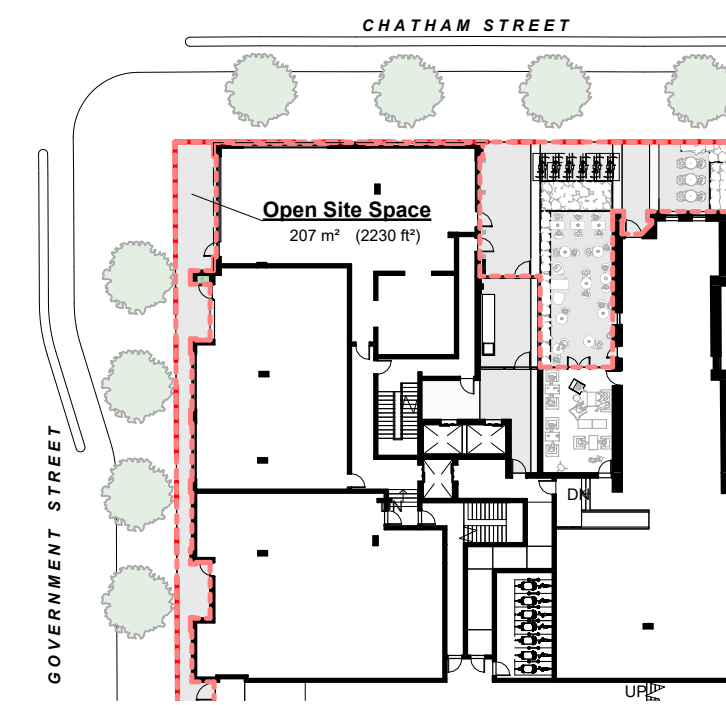 CHATHAM STREET
Open Site Space
207 m² (2230 ft²)
GOVERNMENT STREET
DN
UP